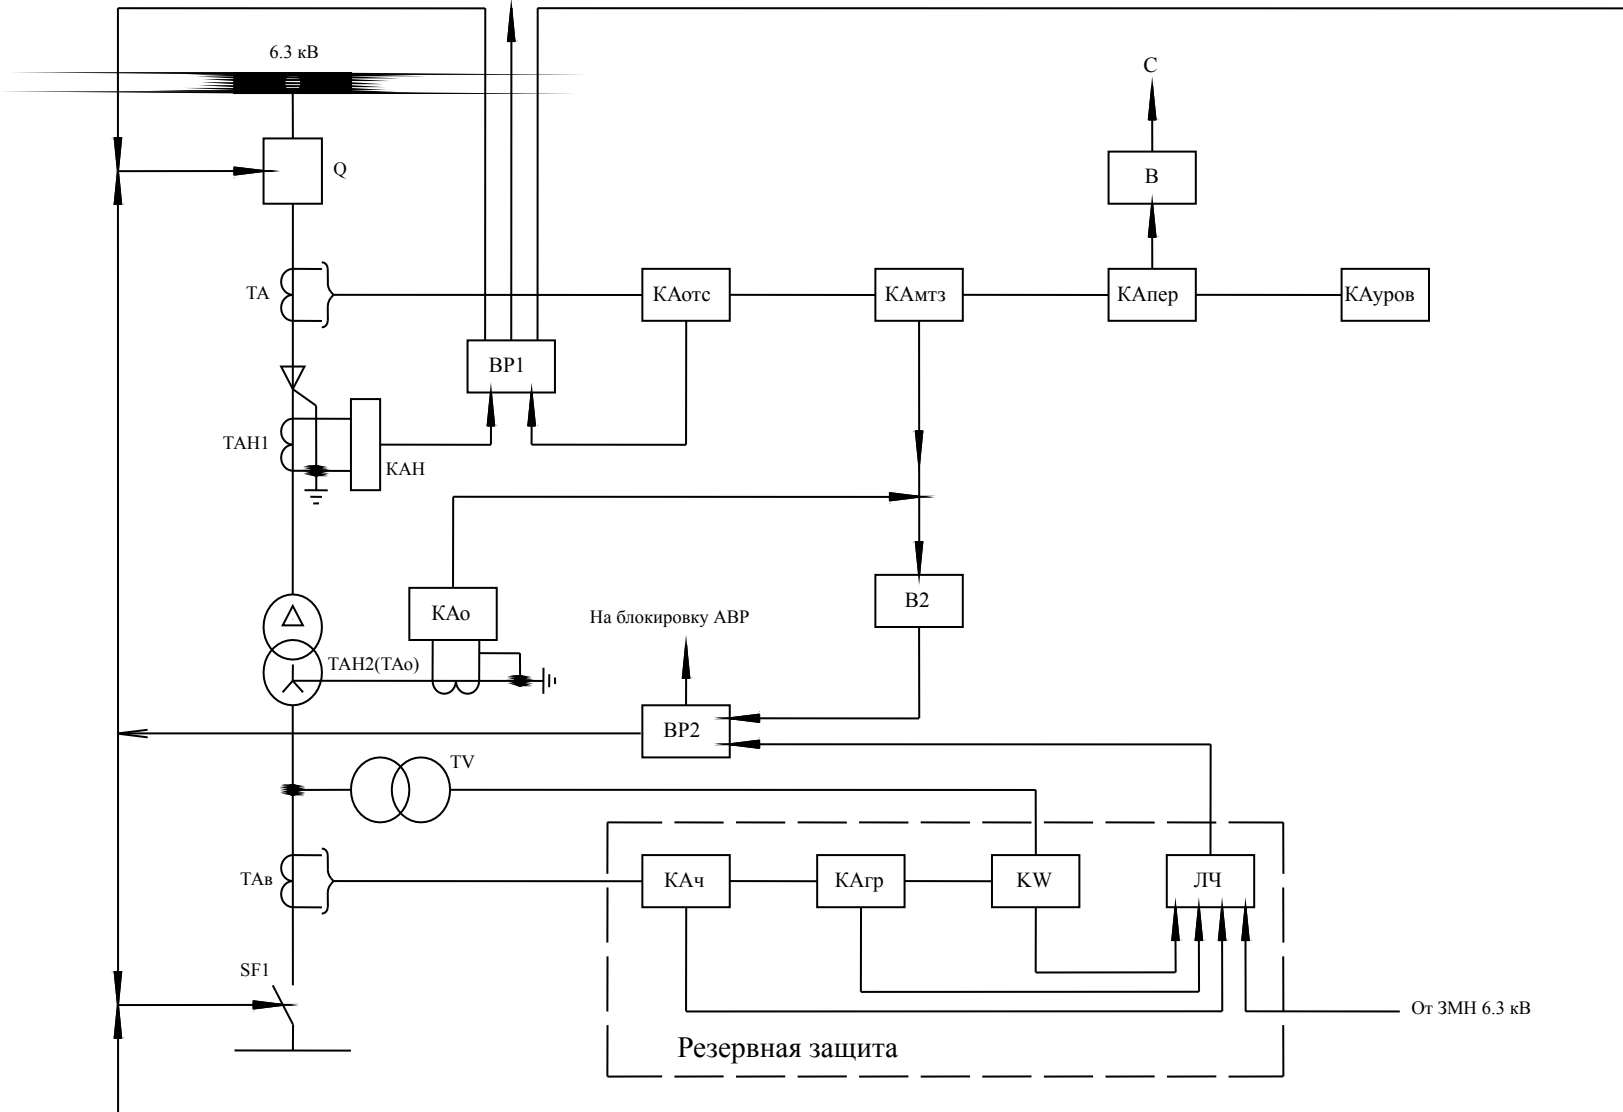 6.3 кВ
С
Q
В
ТА
КАотс
КАмтз
КАпер
КАуров
ВР1
ТАН1
КАН
КАо
В2
На блокировку АВР
ТАН2(ТАо)
ВР2
TV
ТАв
КАч
КАгр
KW
ЛЧ
SF1
От ЗМН 6.3 кВ
Резервная защита